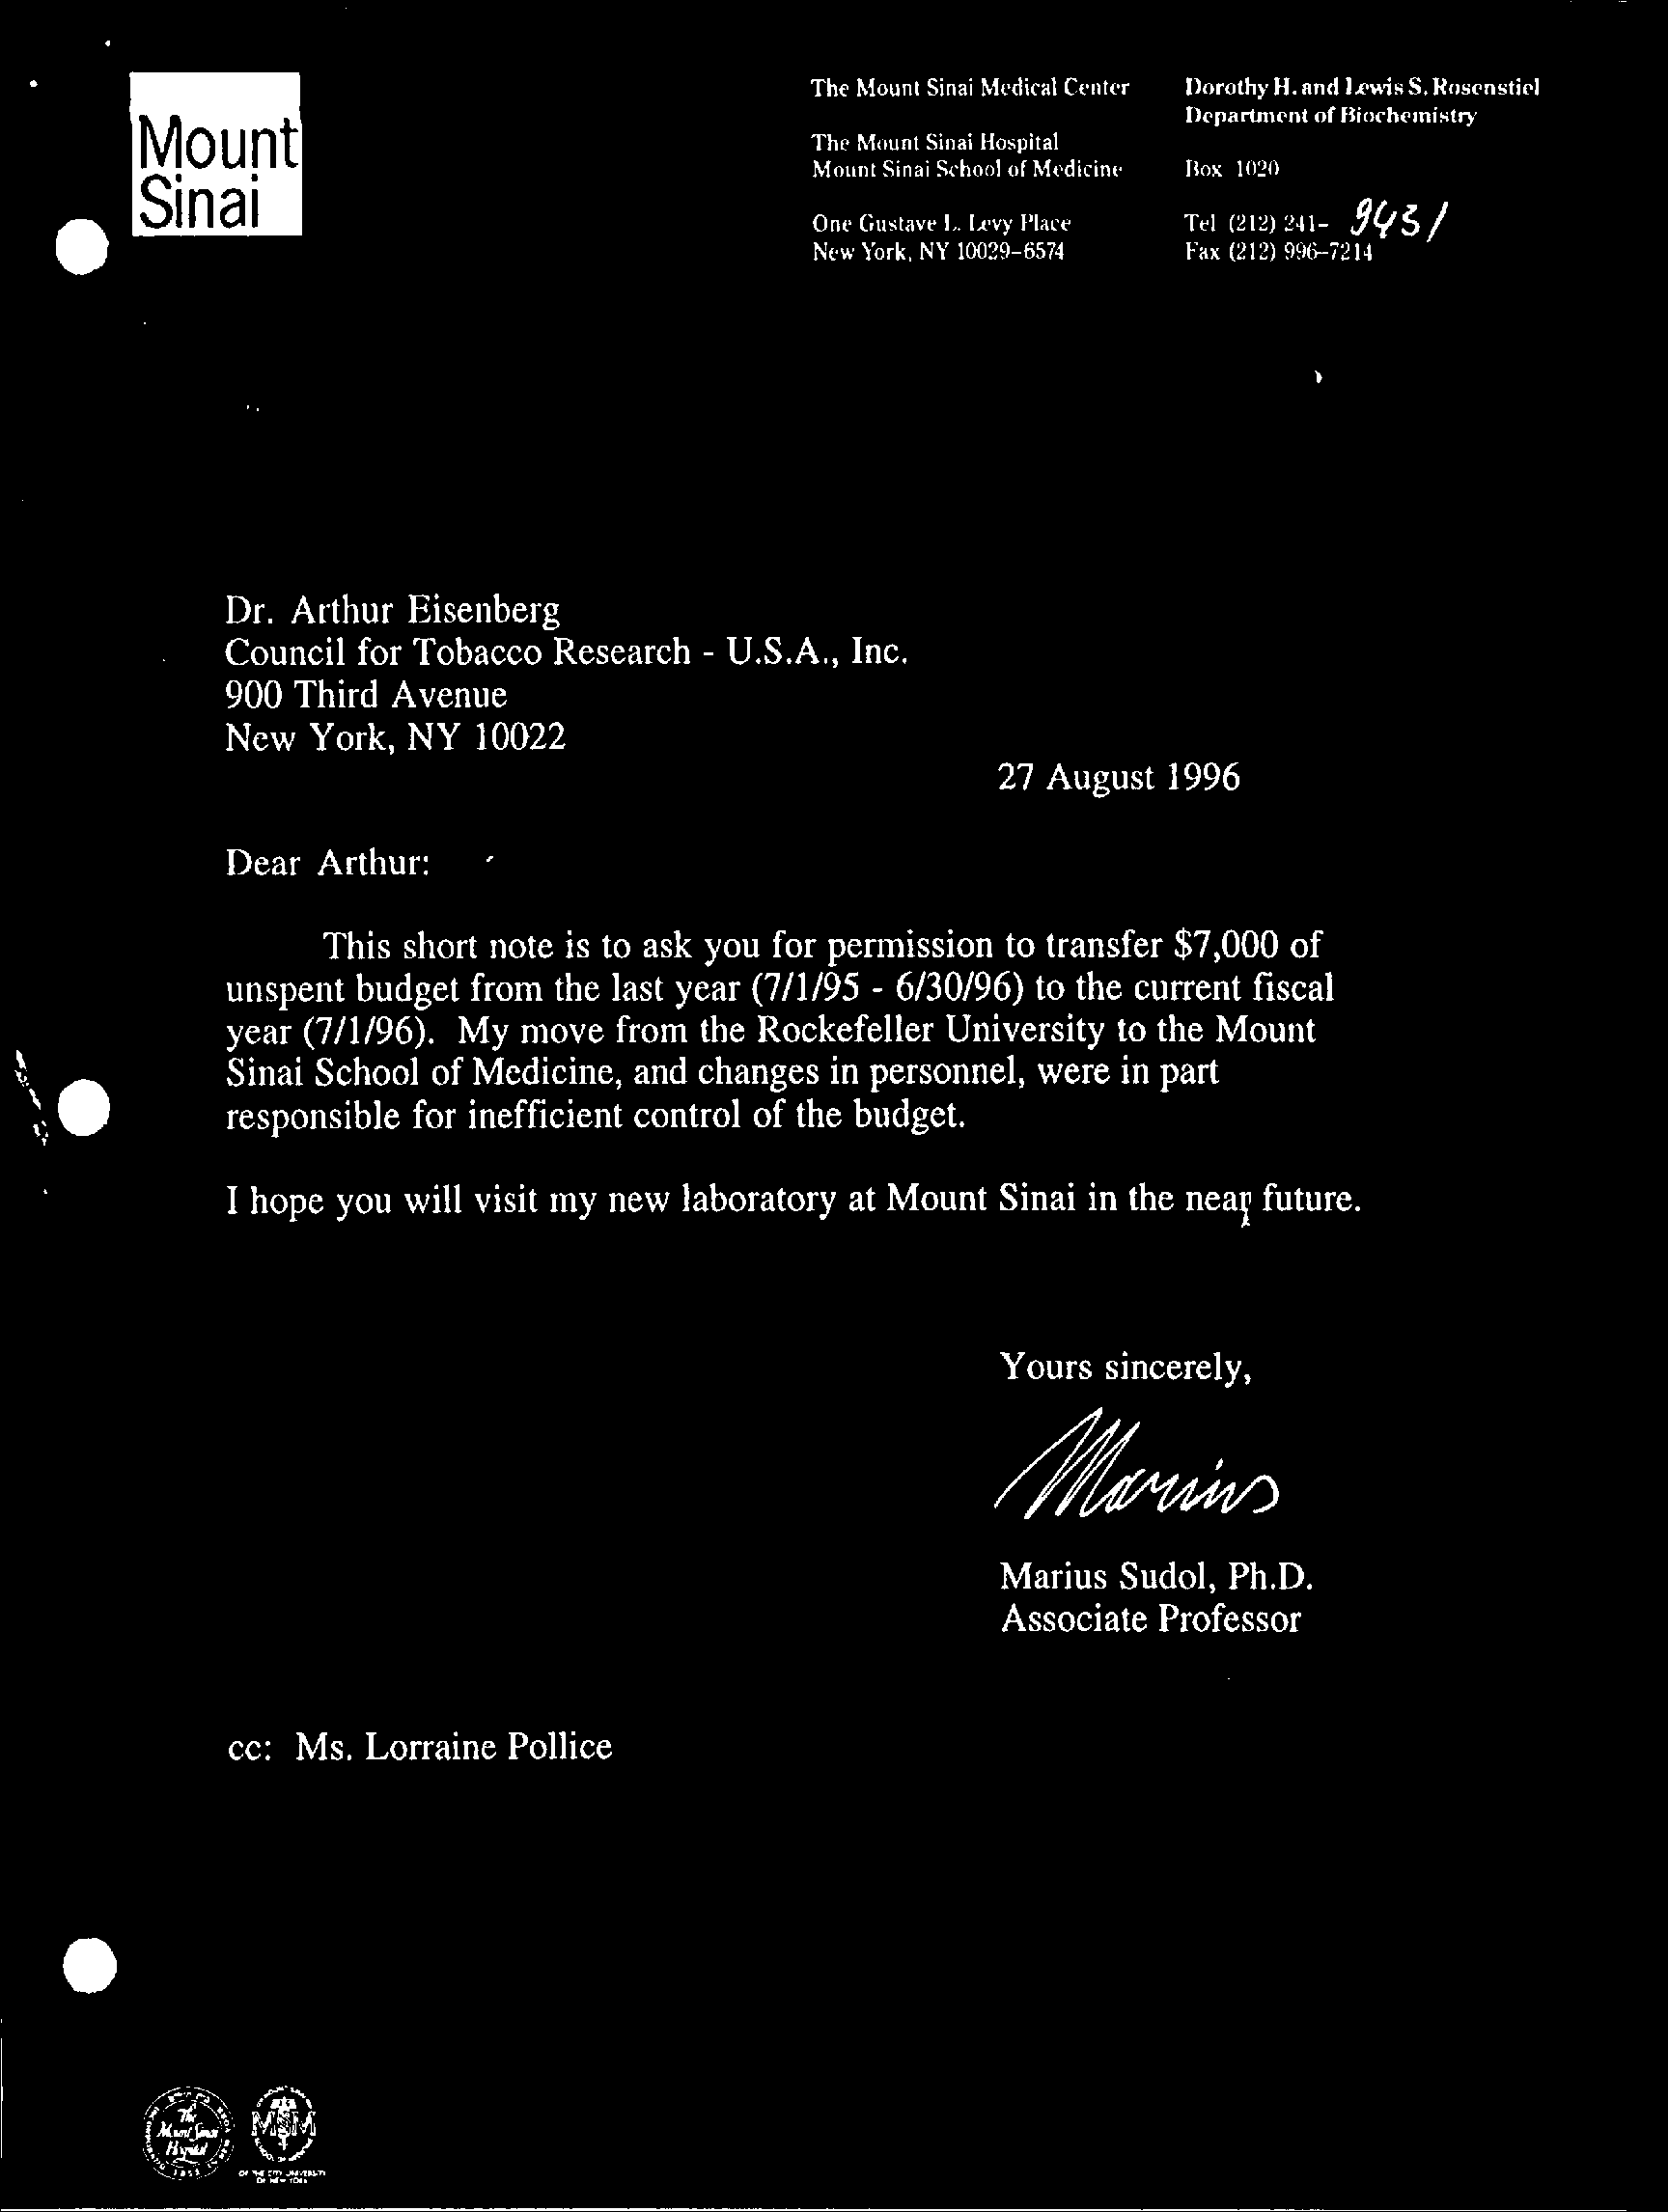 Mount
Sinai
The Mount Sinai Medical Center
The Mount Sinai Hospital
Mount Sinai School of Medicine
One Gustave L. Levy Place
New York, NY 10029-6574
Dorothy H. and Lewis S. Rosenstiel
Department of Biochemistry
Box 1020
Tel (212) 241- 9431
Fax (212) 996-7214
Dr. Arthur Eisenberg
Council for Tobacco Research - U.S.A., Inc.
900 Third Avenue
New York, NY 10022
27 August 1996
Dear Arthur:
This short note is to ask you for permission to transfer $7,000 of
unspent budget from the last year (7/1/95 - 6/30/96) to the current fiscal
year (7/1/96). My move from the Rockefeller University to the Mount
Sinai School of Medicine, and changes in personnel, were in part
responsible for inefficient control of the budget.
I hope you will visit my new laboratory at Mount Sinai in the near future.
Yours sincerely,
Marius
Marius Sudol, Ph.D.
Associate Professor
cc: Ms. Lorraine Pollice
The
Mount Sinai
Hospital
MSM
OF THE CITY UNIVERSITY
OF NEW YORK